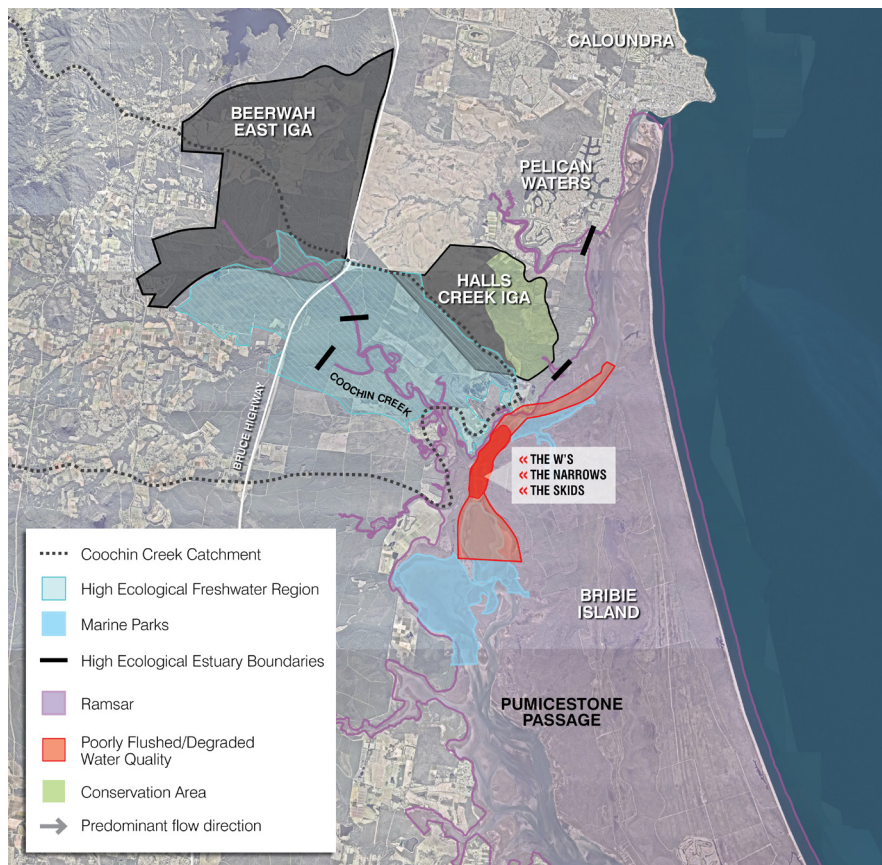 CALOUNDRA
BEERWAH
EAST IGA
PELICAN
WATERS
HALLS
CREEK IGA
COOCHIN CREEK
BRUCE HIGHWAY
<< THE W'S
<< THE NARROWS
<< THE SKIDS
BRIBIE
ISLAND
PUMICESTONE
PASSAGE
Coochin Creek Catchment
High Ecological Freshwater Region
Marine Parks
High Ecological Estuary Boundaries
Ramsar
Poorly Flushed/Degraded
Water Quality
Conservation Area
Predominant flow direction